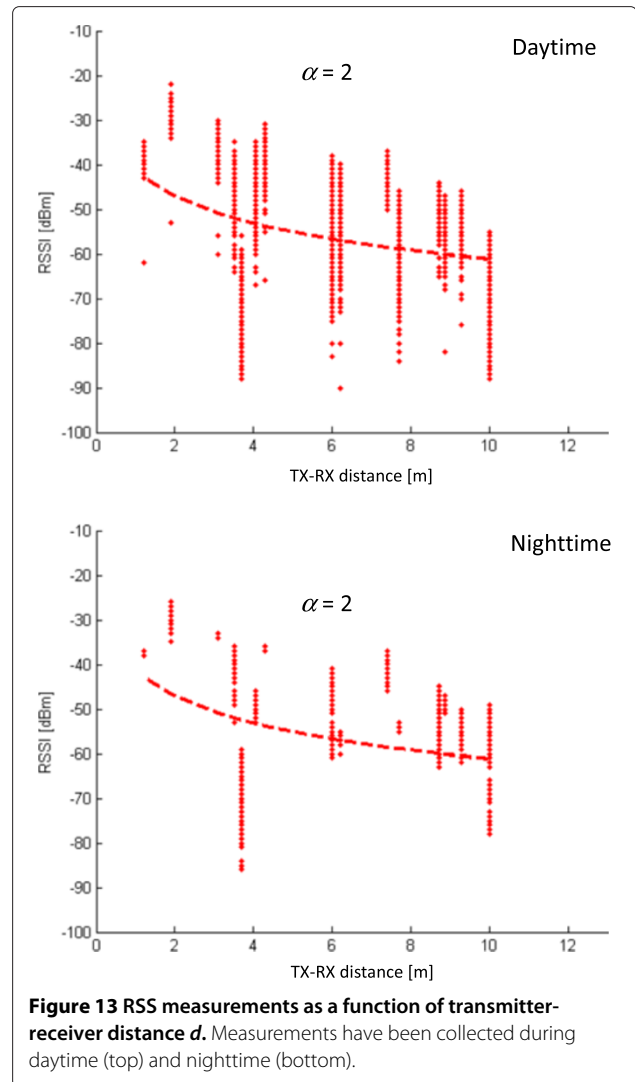 Daytime
α = 2
RSSI [dBm]
-10
-20
-30
-40
-50
-60
-70
-80
-90
-100
0 2 4 6 8 10 12
TX-RX distance [m]
Nighttime
α = 2
RSSI [dBm]
-10
-20
-30
-40
-50
-60
-70
-80
-90
-100
0 2 4 6 8 10 12
TX-RX distance [m]
Figure 13 RSS measurements as a function of transmitter-
receiver distance d. Measurements have been collected during
daytime (top) and nighttime (bottom).